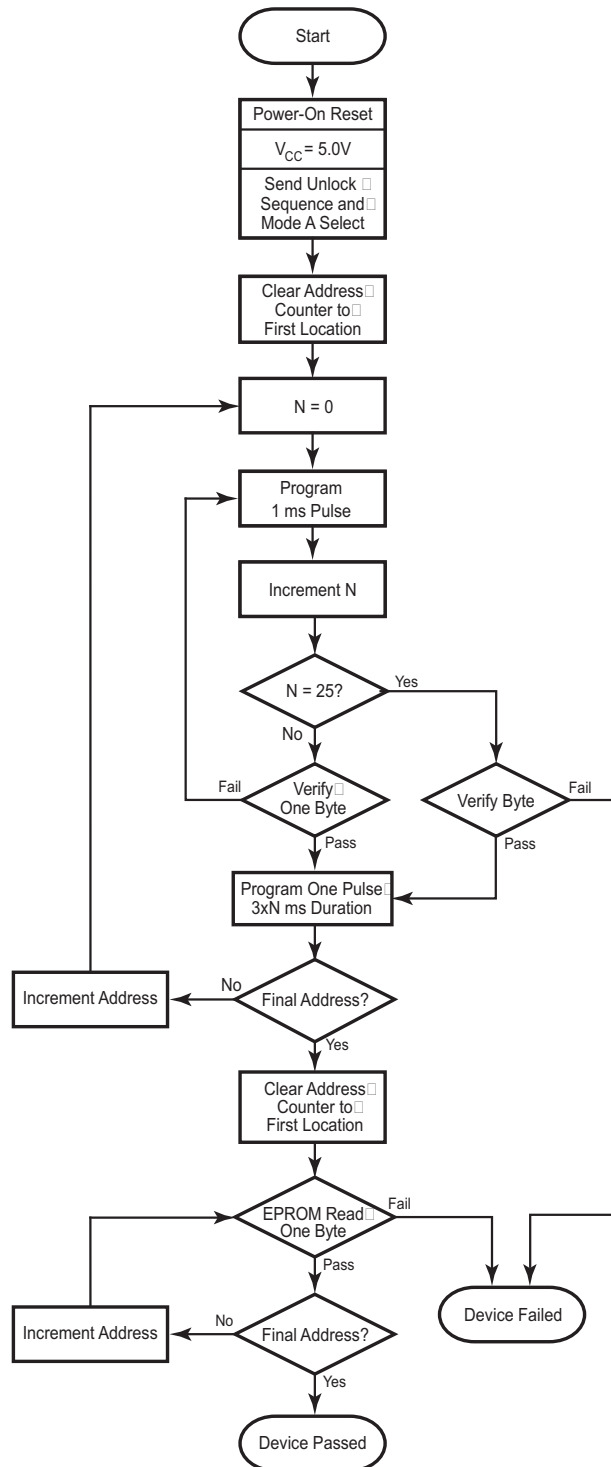 Start
Power-On Reset
VCC = 5.0V
Send Unlock
Sequence and
Mode A Select
Clear Address
Counter to
First Location
N = 0
Program
1 ms Pulse
Increment N
N = 25?
Yes
No
Fail
Verify
One Byte
Verify Byte
Fail
Pass
Pass
Program One Pulse
3xN ms Duration
Increment Address
No
Final Address?
Yes
Clear Address
Counter to
First Location
EPROM Read
One Byte
Fail
Pass
Device Failed
Increment Address
No
Final Address?
Yes
Device Passed